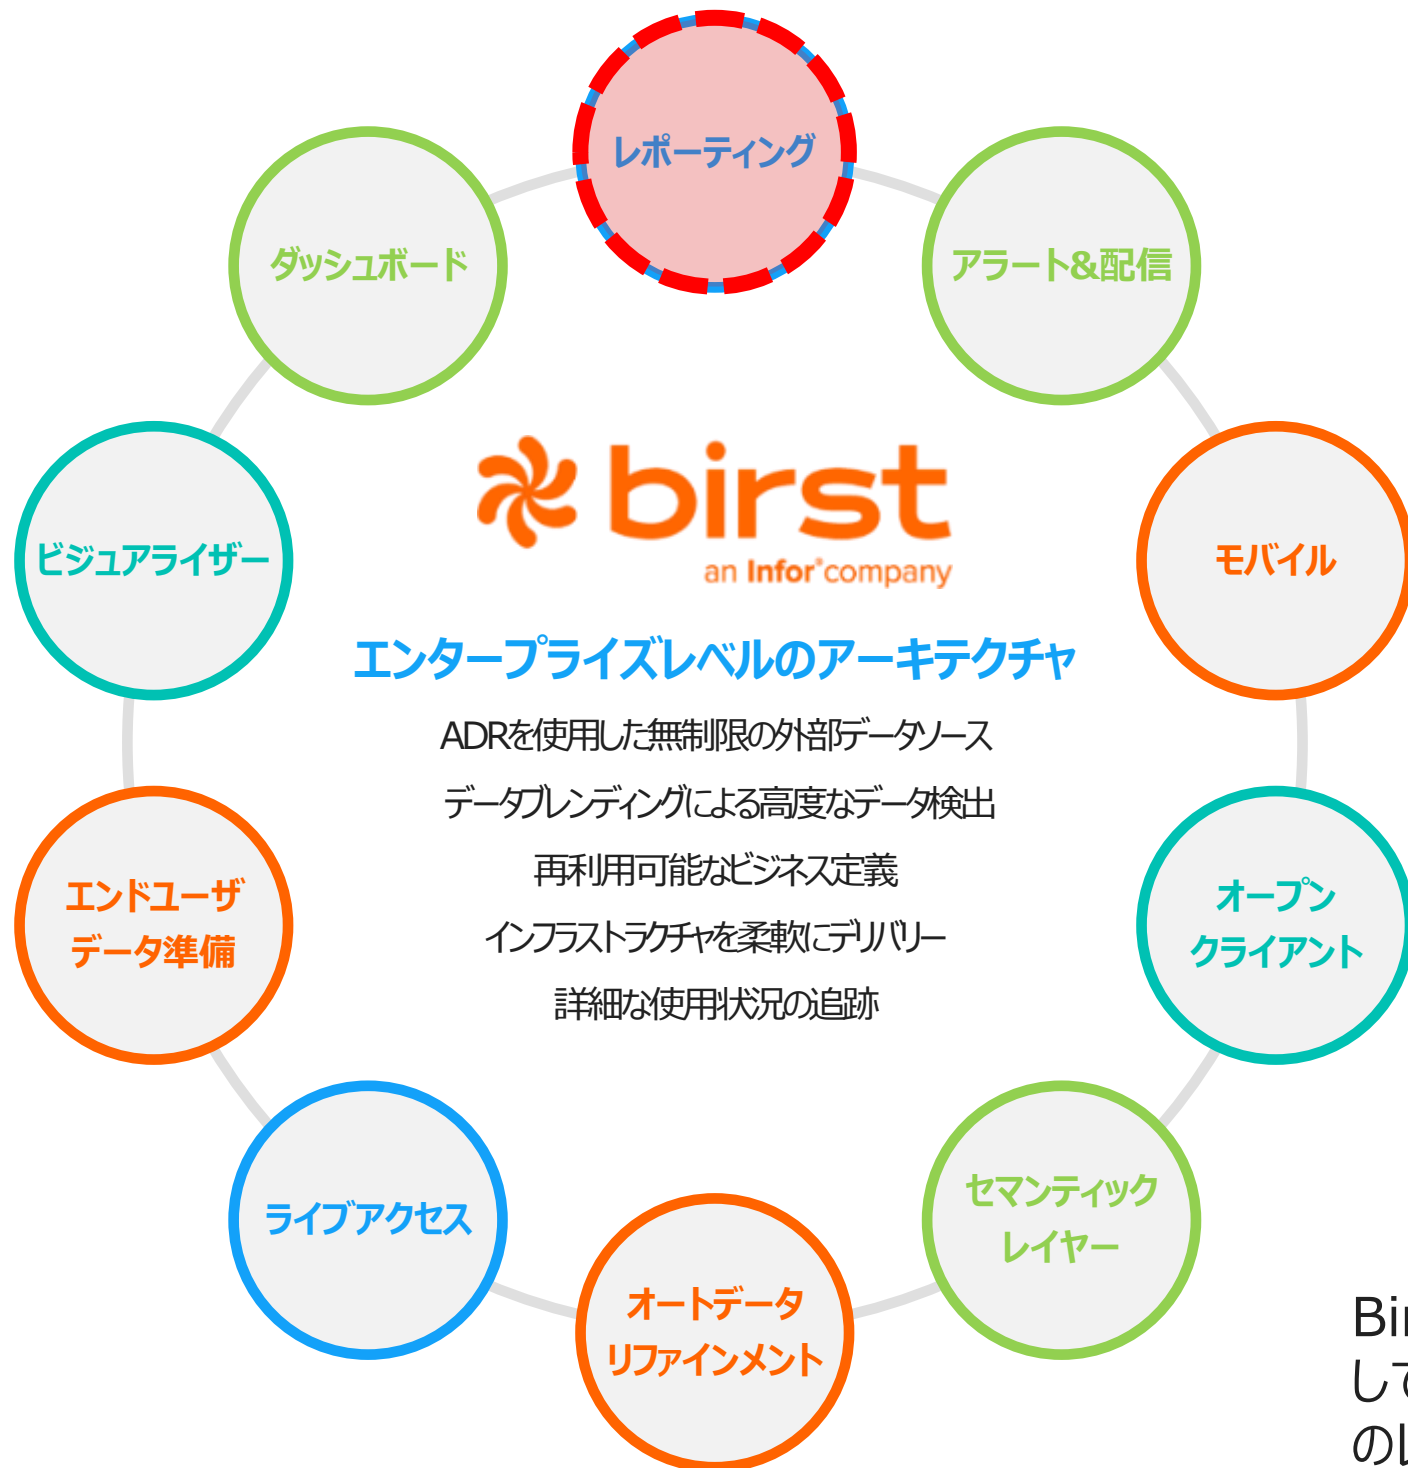 レポーティング
ダッシュボード
アラート&配信
birst
an Infor® company
ビジュアライザー
モバイル
エンタープライズレベルのアーキテクチャ
ADRを使用した無制限の外部データソース
データブレンディングによる高度なデータ検出
再利用可能なビジネス定義
インフラストラクチャを柔軟にデリバリー
詳細な使用状況の追跡
エンドユーザ
データ準備
オープン
クライアント
ライブアクセス
セマンティック
レイヤー
オートデータ
リファインメント
Bi
して
の